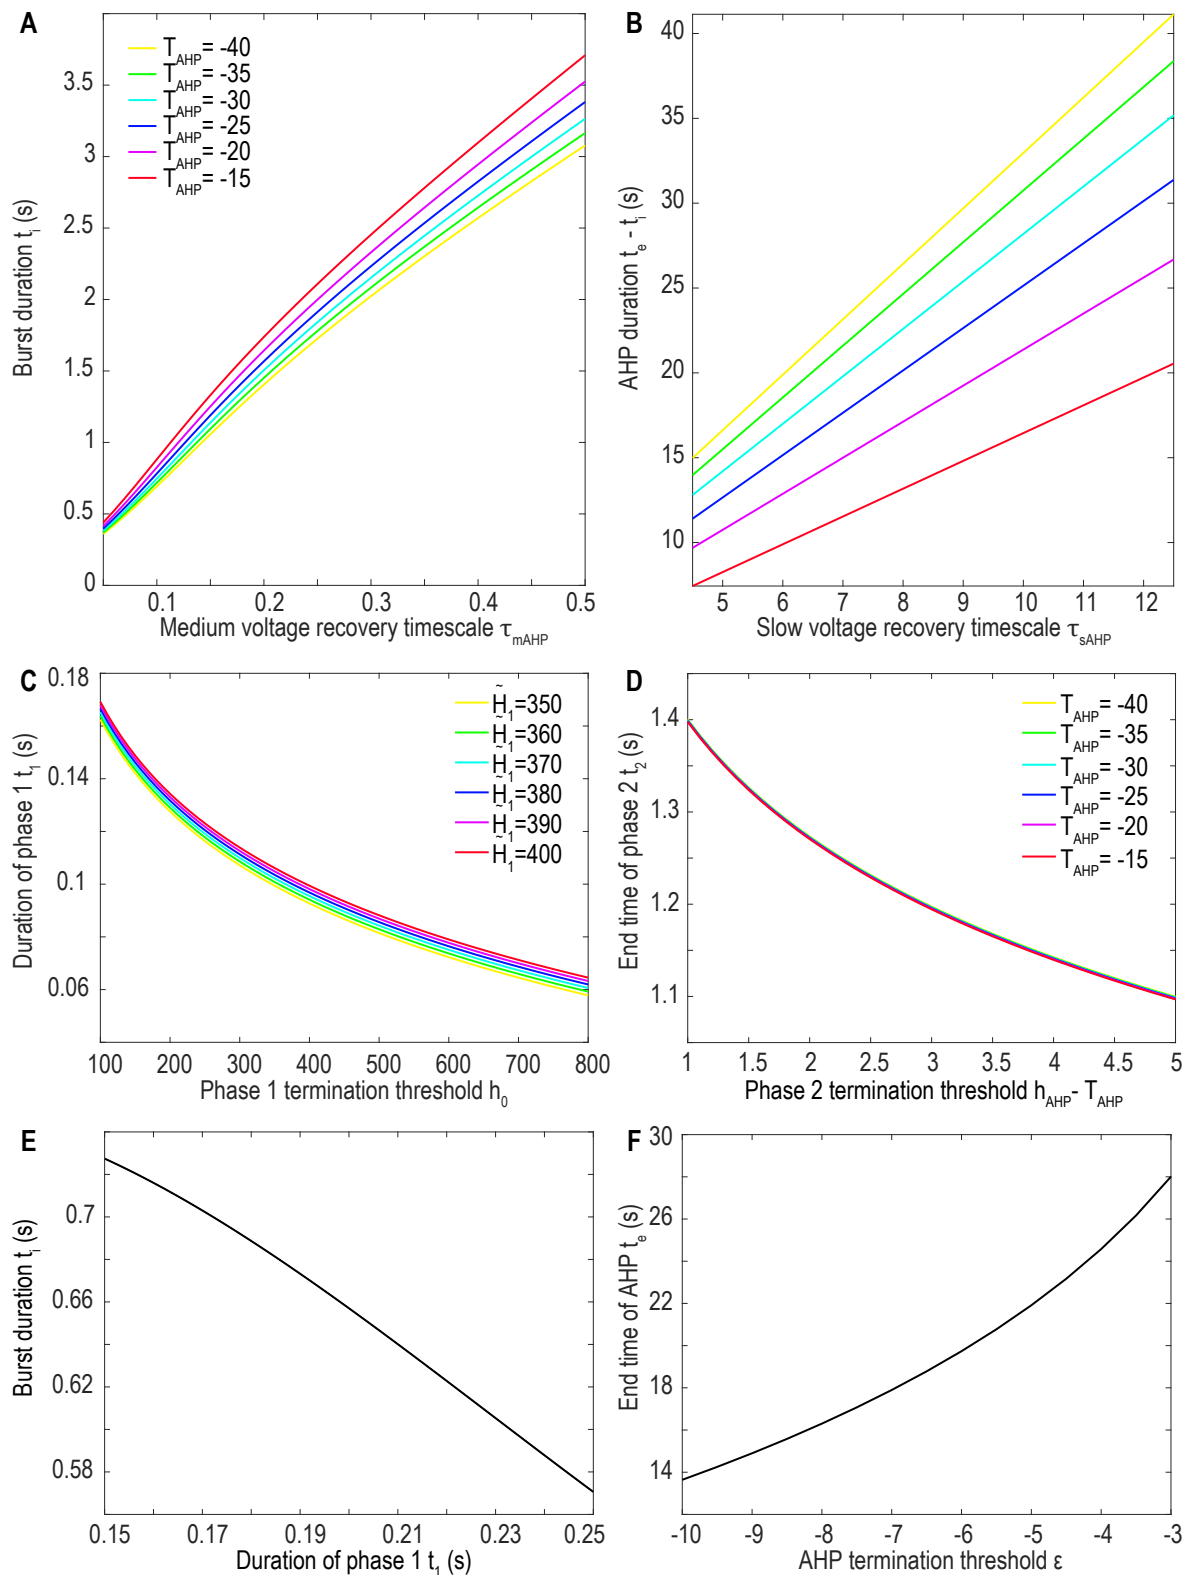 A
T_AHP = -40
T_AHP = -35
T_AHP = -30
T_AHP = -25
T_AHP = -20
T_AHP = -15
3.5
3
2.5
2
1.5
1
0.5
0
0.1 0.2 0.3 0.4 0.5
Burst duration t_i (s)
Medium voltage recovery timescale τ_mAHP
B
40
35
30
25
20
15
10
5 6 7 8 9 10 11 12
AHP duration t_e - t_i (s)
Slow voltage recovery timescale τ_sAHP
C
H̃_1=350
H̃_1=360
H̃_1=370
H̃_1=380
H̃_1=390
H̃_1=400
0.18
0.14
0.1
0.06
100 200 300 400 500 600 700 800
Duration of phase 1 t_1 (s)
Phase 1 termination threshold h_0
D
T_AHP = -40
T_AHP = -35
T_AHP = -30
T_AHP = -25
T_AHP = -20
T_AHP = -15
1.4
1.3
1.2
1.1
1 1.5 2 2.5 3 3.5 4 4.5 5
End time of phase 2 t_2 (s)
Phase 2 termination threshold h_AHP - T_AHP
E
0.7
0.66
0.62
0.58
0.15 0.17 0.19 0.21 0.23 0.25
Burst duration t_i (s)
Duration of phase 1 t_1 (s)
F
30
26
22
18
14
-10 -9 -8 -7 -6 -5 -4 -3
End time of AHP t_e (s)
AHP termination threshold ε